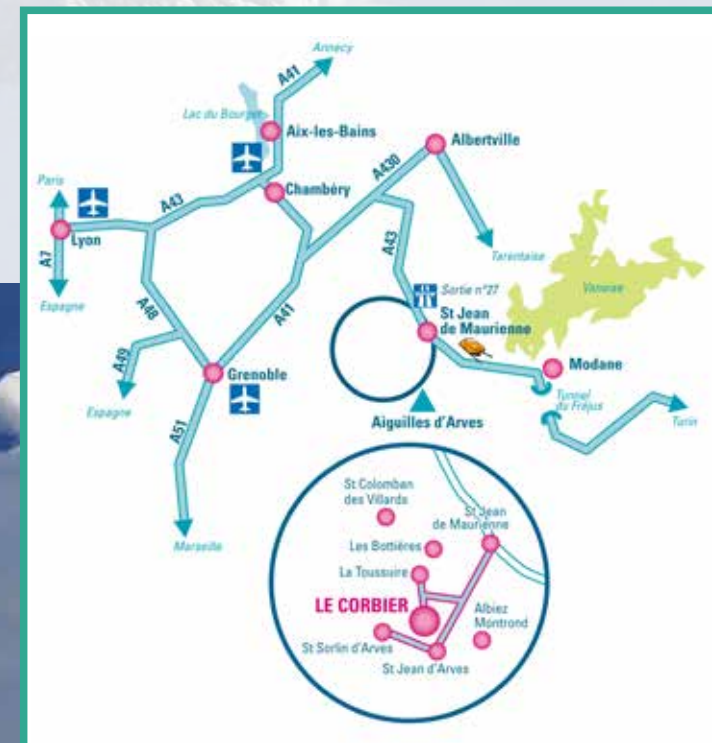 Annecy
A41
Lac du Bourget
Aix-les-Bains
Albertville
A430
Paris
A43
Chambéry
Lyon
A7
A43
Tarentaise
Sortie n°27
Vanoise
Espagne
A48
A41
St Jean
de Maurienne
A49
Grenoble
Modane
Tunnel
du Fréjus
Espagne
A51
Aiguilles d'Arves
Turin
Marseille
St Colomban
des Villards
St Jean
de Maurienne
Les Bottières
La Toussuire
LE CORBIER
Albiez
Montrond
St Sorlin d'Arves
St Jean d'Arves